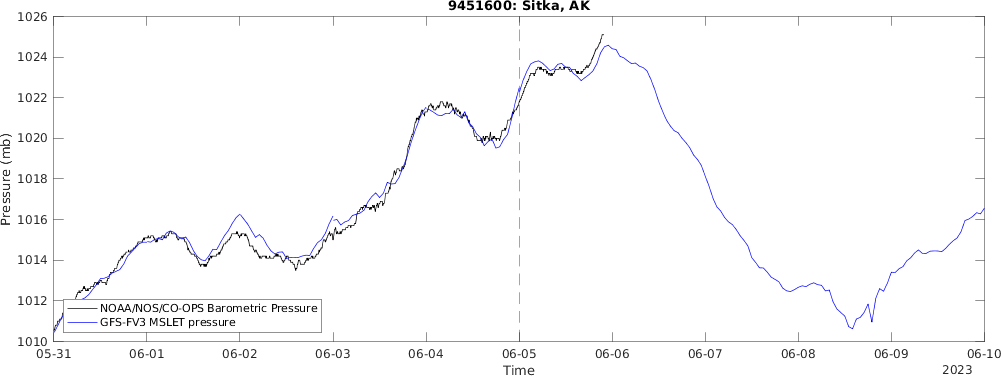 9451600: Sitka, AK
Pressure (mb)
1026
1024
1022
1020
1018
1016
1014
1012
1010
NOAA/NOS/CO-OPS Barometric Pressure
GFS-FV3 MSLET pressure
05-31 06-01 06-02 06-03 06-04 06-05 06-06 06-07 06-08 06-09 06-10
Time
2023